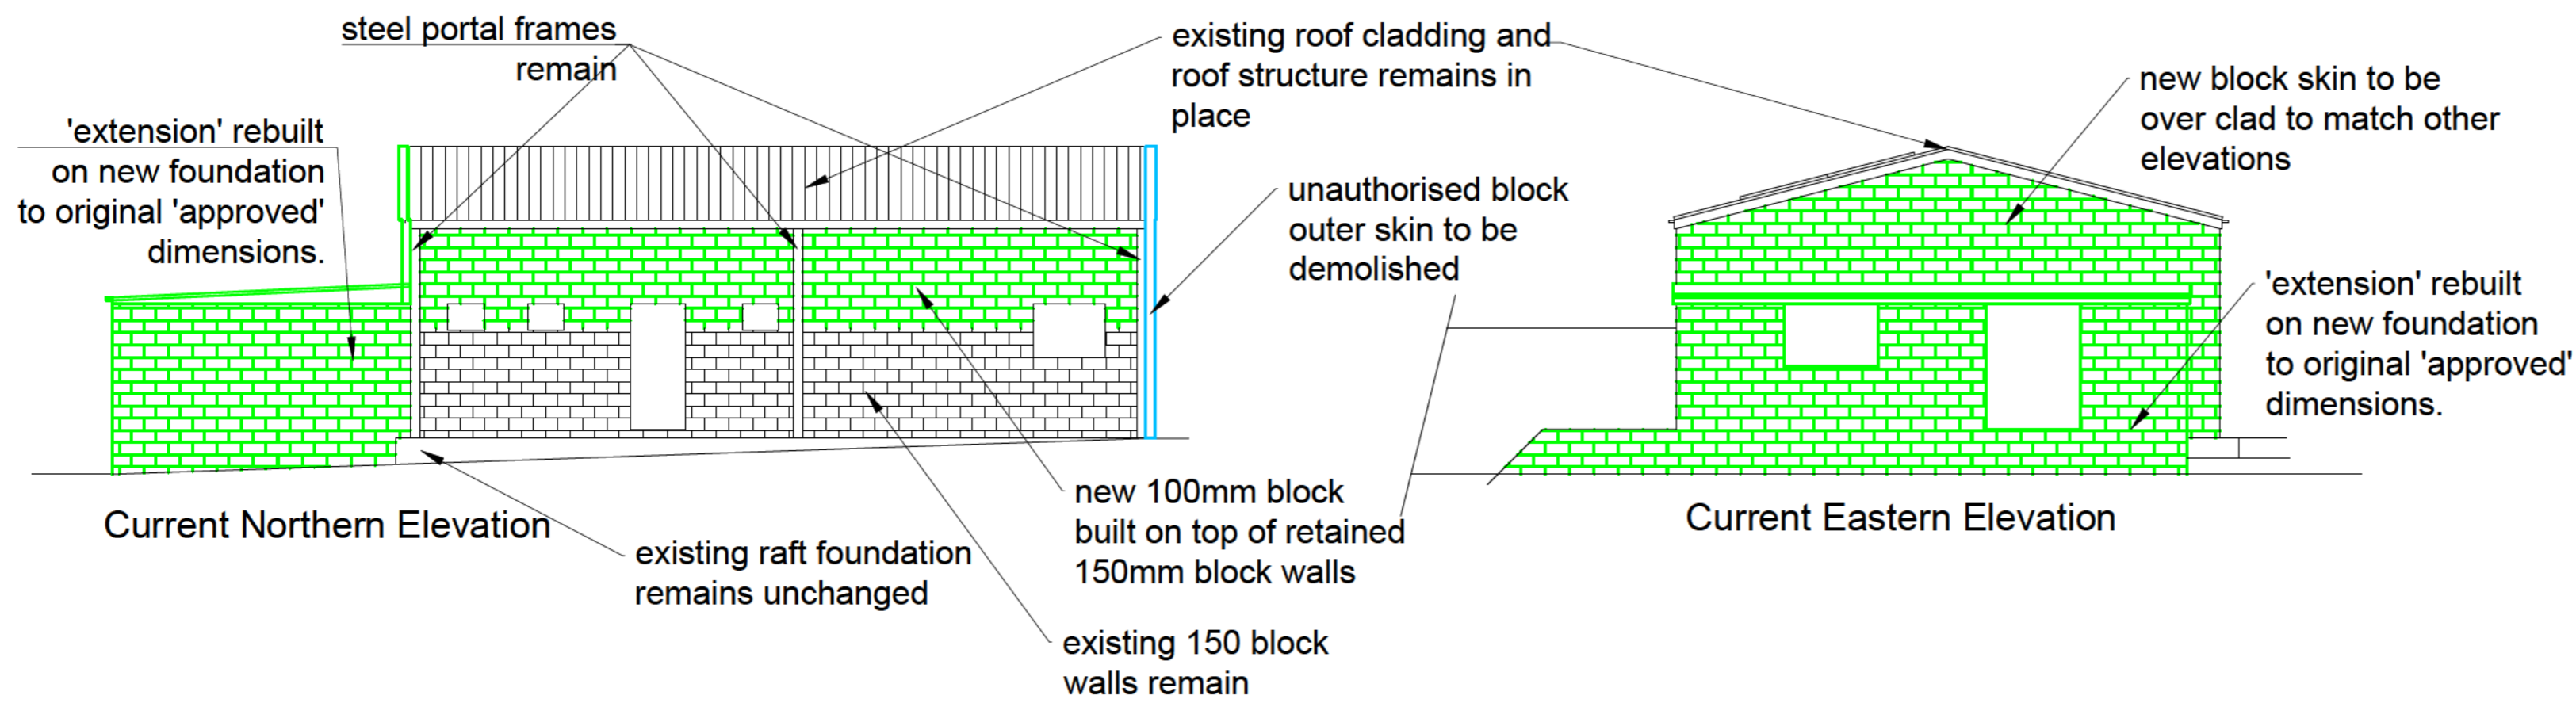 steel portal frames
remain
'extension' rebuilt
on new foundation
to original 'approved'
dimensions.
existing roof cladding and
roof structure remains in
place
unauthorised block
outer skin to be
demolished
new block skin to be
over clad to match other
elevations
'extension' rebuilt
on new foundation
to original 'approved'
dimensions.
Current Northern Elevation
existing raft foundation
remains unchanged
new 100mm block
built on top of retained
150mm block walls
existing 150 block
walls remain
Current Eastern Elevation